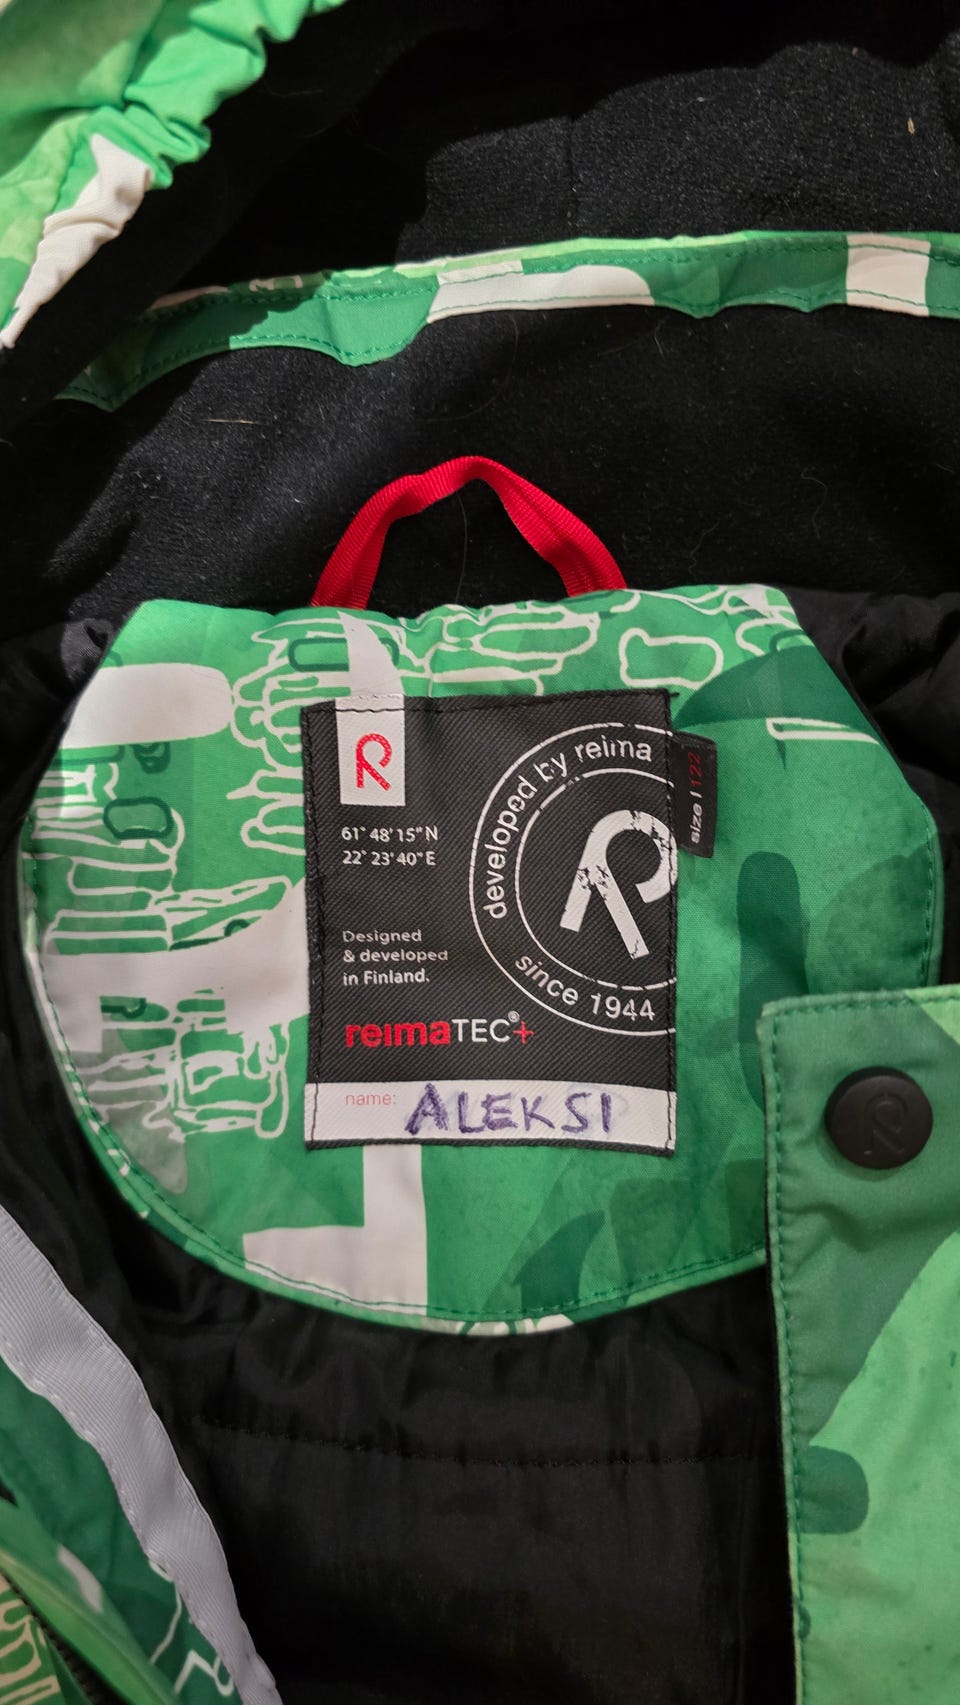 61° 48' 15" N
22° 23' 40" E
Designed
& developed
in Finland.
reimaTEC®+
developed by reima
since 1944
size | 122
name: ALEKSI